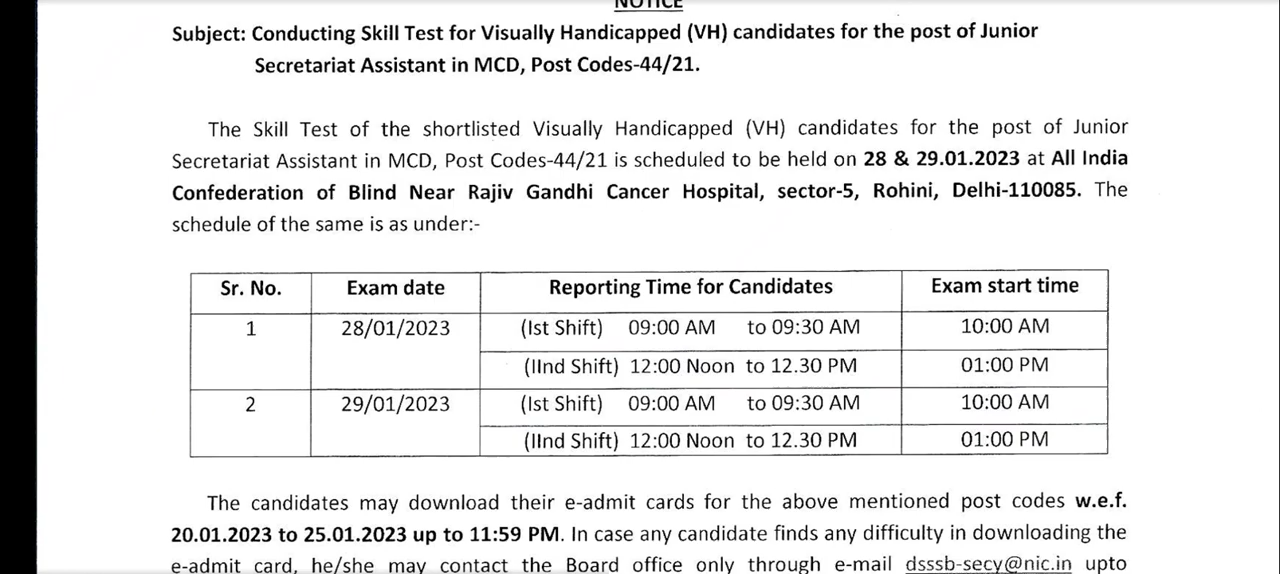 NOTICE
Subject: Conducting Skill Test for Visually Handicapped (VH) candidates for the post of Junior
Secretariat Assistant in MCD, Post Codes-44/21.
The Skill Test of the shortlisted Visually Handicapped (VH) candidates for the post of Junior
Secretariat Assistant in MCD, Post Codes-44/21 is scheduled to be held on 28 & 29.01.2023 at All India
Confederation of Blind Near Rajiv Gandhi Cancer Hospital, sector-5, Rohini, Delhi-110085. The
schedule of the same is as under:-
Sr. No. Exam date Reporting Time for Candidates Exam start time
1 28/01/2023 (Ist Shift) 09:00 AM to 09:30 AM 10:00 AM
(IInd Shift) 12:00 Noon to 12.30 PM 01:00 PM
2 29/01/2023 (Ist Shift) 09:00 AM to 09:30 AM 10:00 AM
(IInd Shift) 12:00 Noon to 12.30 PM 01:00 PM
The candidates may download their e-admit cards for the above mentioned post codes w.e.f.
20.01.2023 to 25.01.2023 up to 11:59 PM. In case any candidate finds any difficulty in downloading the
e-admit card, he/she may contact the Board office only through e-mail dsssb-secy@nic.in upto